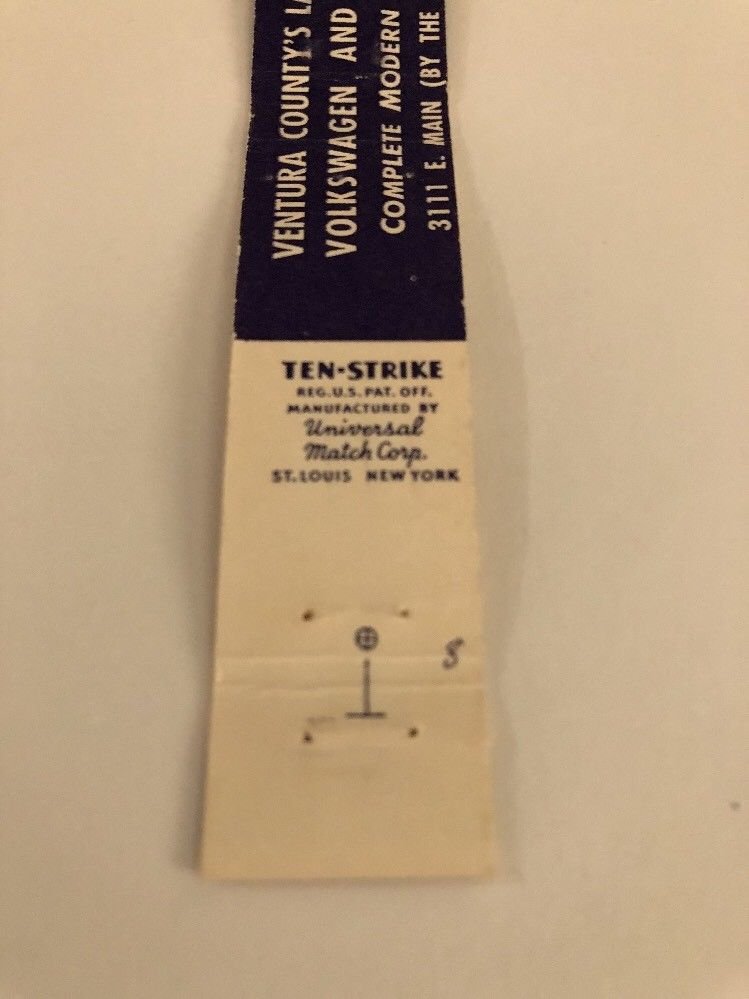 VENTURA COUNTY'S LA
VOLKSWAGEN AND
COMPLETE MODERN
3111 E. MAIN (BY THE
TEN-STRIKE
REG.U.S.PAT. OFF.
MANUFACTURED BY
Universal
Match Corp.
ST.LOUIS NEW YORK